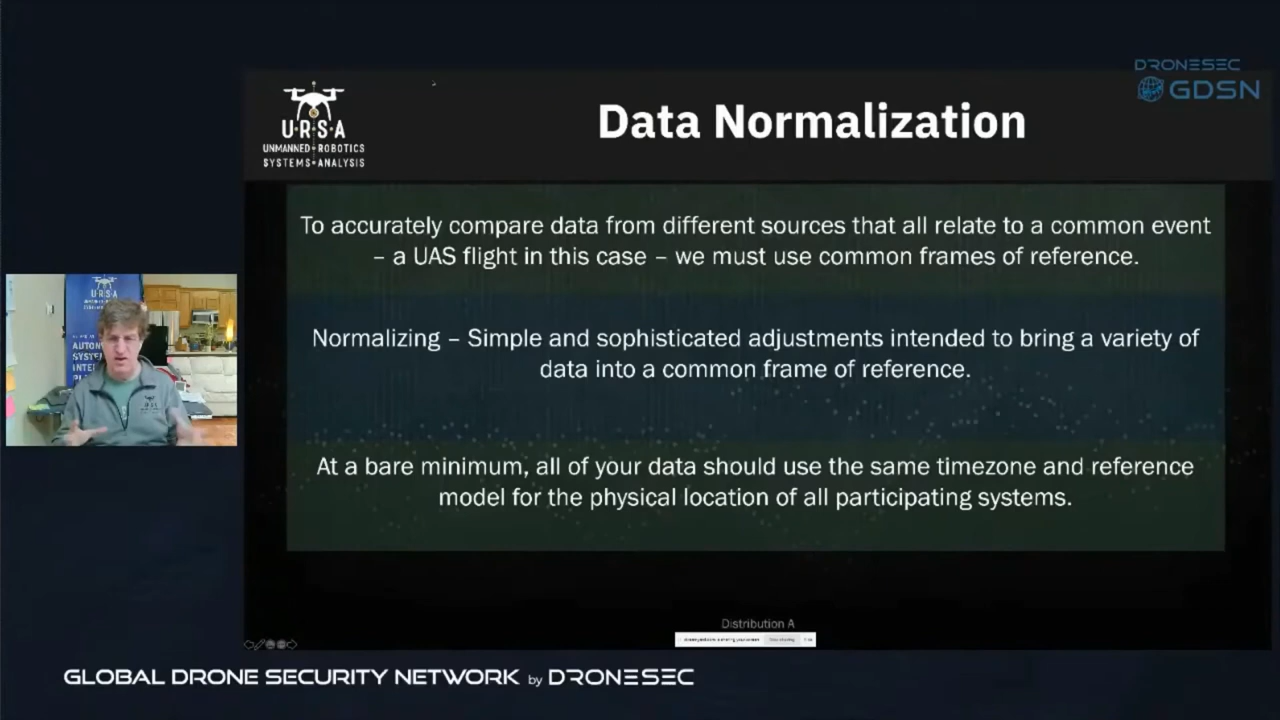 DRONESEC
GDSN
U·R·S·A
UNMANNED·ROBOTICS
SYSTEMS·ANALYSIS
Data Normalization
To accurately compare data from different sources that all relate to a common event
– a UAS flight in this case – we must use common frames of reference.
Normalizing – Simple and sophisticated adjustments intended to bring a variety of
data into a common frame of reference.
At a bare minimum, all of your data should use the same timezone and reference
model for the physical location of all participating systems.
U·R·S·A
Distribution A
GLOBAL DRONE SECURITY NETWORK by DRONESEC